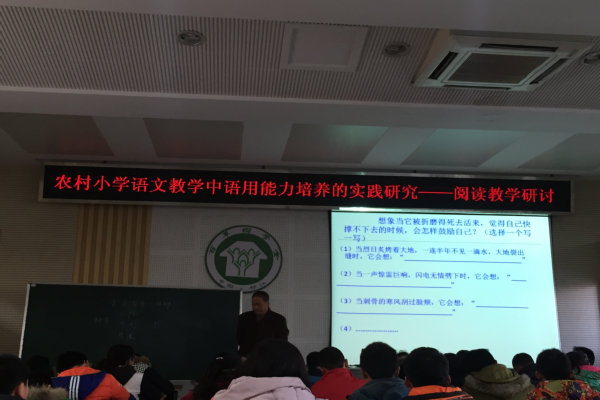 农村小学语文教学中语用能力培养的实践研究——阅读教学研讨
想象当它被折磨得死去活来，觉得自己快
撑不下去的时候，会怎样鼓励自己？（选择一个写
一写）
（1）当烈日炙烤着大地，一连半年不见一滴水，大地裂出
缝时，它会想：“____________________”
（2）当一声惊雷巨响，闪电无情劈下时，它会想：“____________________”
（3）当刺骨的寒风刮过脸颊，它会想：“____________________”
（4）………………